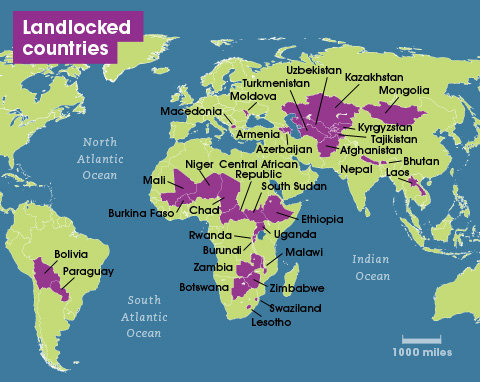 Landlocked
countries
Uzbekistan
Turkmenistan
Kazakhstan
Moldova
Mongolia
Macedonia
Armenia
Kyrgyzstan
Tajikistan
Azerbaijan
Afghanistan
North
Atlantic
Ocean
Bhutan
Nepal
Laos
Niger
Central African
Republic
South Sudan
Mali
Chad
Burkina Faso
Ethiopia
Rwanda
Uganda
Burundi
Malawi
Bolivia
Paraguay
Zambia
Indian
Ocean
Botswana
Zimbabwe
South
Atlantic
Ocean
Swaziland
Lesotho
1000 miles